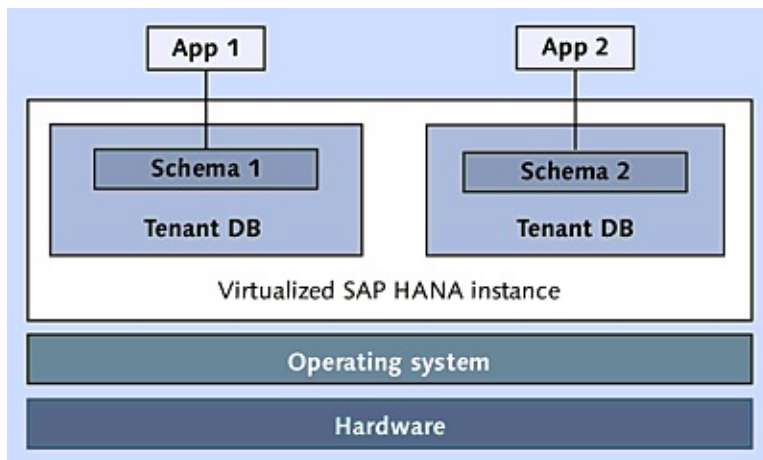 App 1
App 2
Schema 1
Schema 2
Tenant DB
Tenant DB
Virtualized SAP HANA instance
Operating system
Hardware